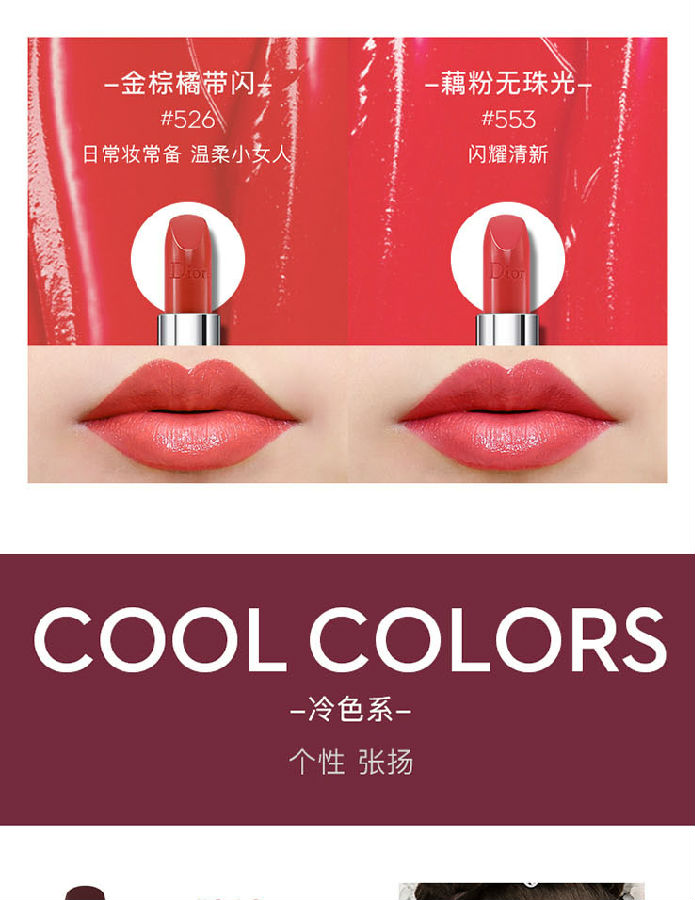 –金棕橘带闪–
#526
日常妆常备 温柔小女人
Dior
–藕粉无珠光–
#553
闪耀清新
Dior
COOL COLORS
–冷色系–
个性 张扬